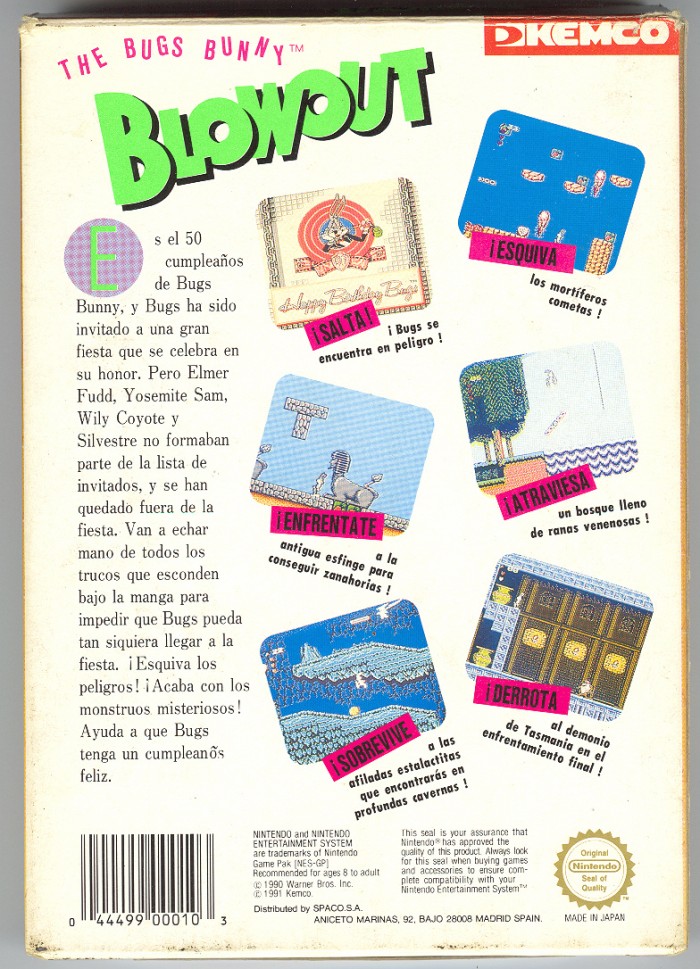 THE BUGS BUNNY™
BLOWOUT
KEMCO
Es el 50
cumpleaños
de Bugs
Bunny, y Bugs ha sido
invitado a una gran
fiesta que se celebra en
su honor. Pero Elmer
Fudd, Yosemite Sam,
Wily Coyote y
Silvestre no formaban
parte de la lista de
invitados, y se han
quedado fuera de la
fiesta. Van a echar
mano de todos los
trucos que esconden
bajo la manga para
impedir que Bugs pueda
tan siquiera llegar a la
fiesta. ¡Esquiva los
peligros! ¡Acaba con los
monstruos misteriosos!
Ayuda a que Bugs
tenga un cumpleanõs
feliz.
Happy Birthday Bugs
¡SALTA! ¡Bugs se
encuentra en peligro!
¡ESQUIVA
los mortíferos
cometas!
¡ENFRENTATE
a la
antigua esfinge para
conseguir zanahorias!
¡ATRAVIESA
un bosque lleno
de ranas venenosas!
¡SOBREVIVE
a las
afiladas estalactitas
que encontrarás en
profundas cavernas!
¡DERROTA
al demonio
de Tasmania en el
enfrentamiento final!
0 44499 00010 3
NINTENDO and NINTENDO
ENTERTAINMENT SYSTEM
are trademarks of Nintendo
Game Pak [NES-GP]
Recommended for ages 8 to adult
© 1990 Warner Bros. Inc.
© 1991 Kemco.
Distributed by SPACO.S.A.
ANICETO MARINAS, 92, BAJO 28008 MADRID SPAIN.
This seal is your assurance that
Nintendo® has approved the
quality of this product. Always look
for this seal when buying games
and accessories to ensure com-
plete compatibility with your
Nintendo Entertainment System™
Original
Nintendo
Seal of
Quality
MADE IN JAPAN